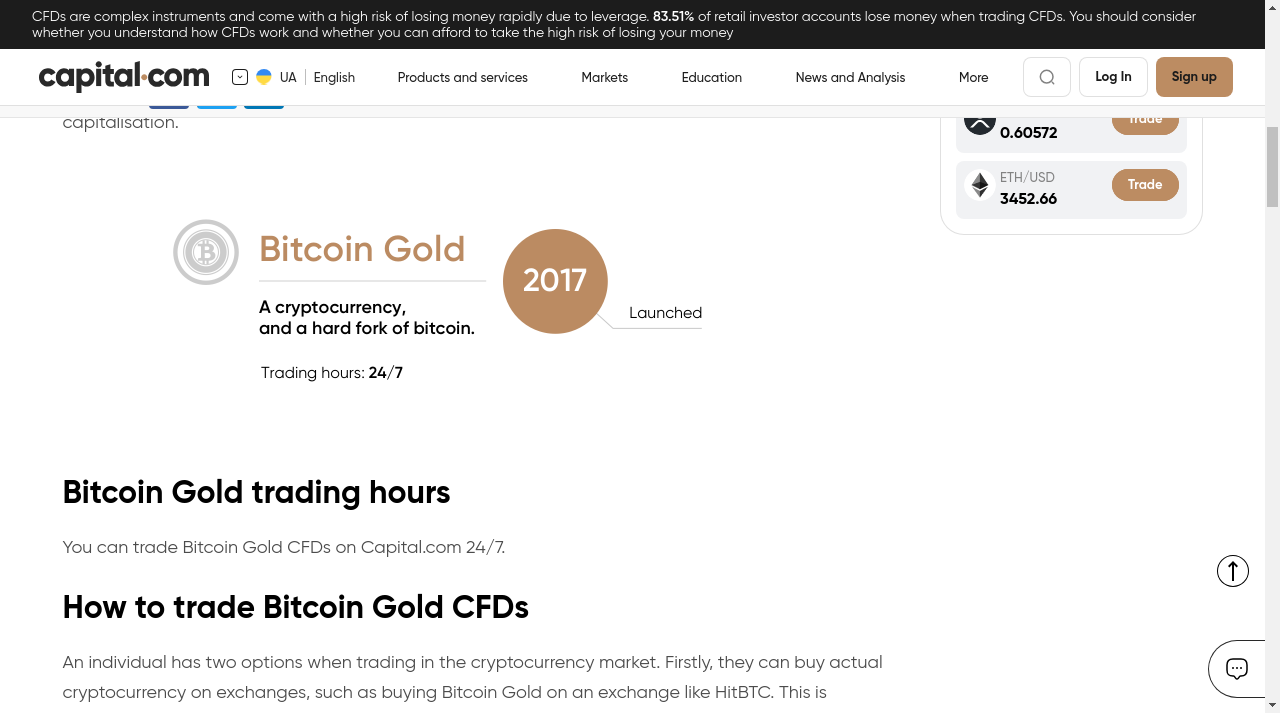 CFDs are complex instruments and come with a high risk of losing money rapidly due to leverage. 83.51% of retail investor accounts lose money when trading CFDs. You should consider
whether you understand how CFDs work and whether you can afford to take the high risk of losing your money
capital.com
UA
English
Products and services
Markets
Education
News and Analysis
More
Log In
Sign up
capitalisation.
Trade
0.60572
ETH/USD
3452.66
Trade
Bitcoin Gold
A cryptocurrency,
and a hard fork of bitcoin.
Trading hours: 24/7
2017
Launched
Bitcoin Gold trading hours
You can trade Bitcoin Gold CFDs on Capital.com 24/7.
How to trade Bitcoin Gold CFDs
An individual has two options when trading in the cryptocurrency market. Firstly, they can buy actual
cryptocurrency on exchanges, such as buying Bitcoin Gold on an exchange like HitBTC. This is